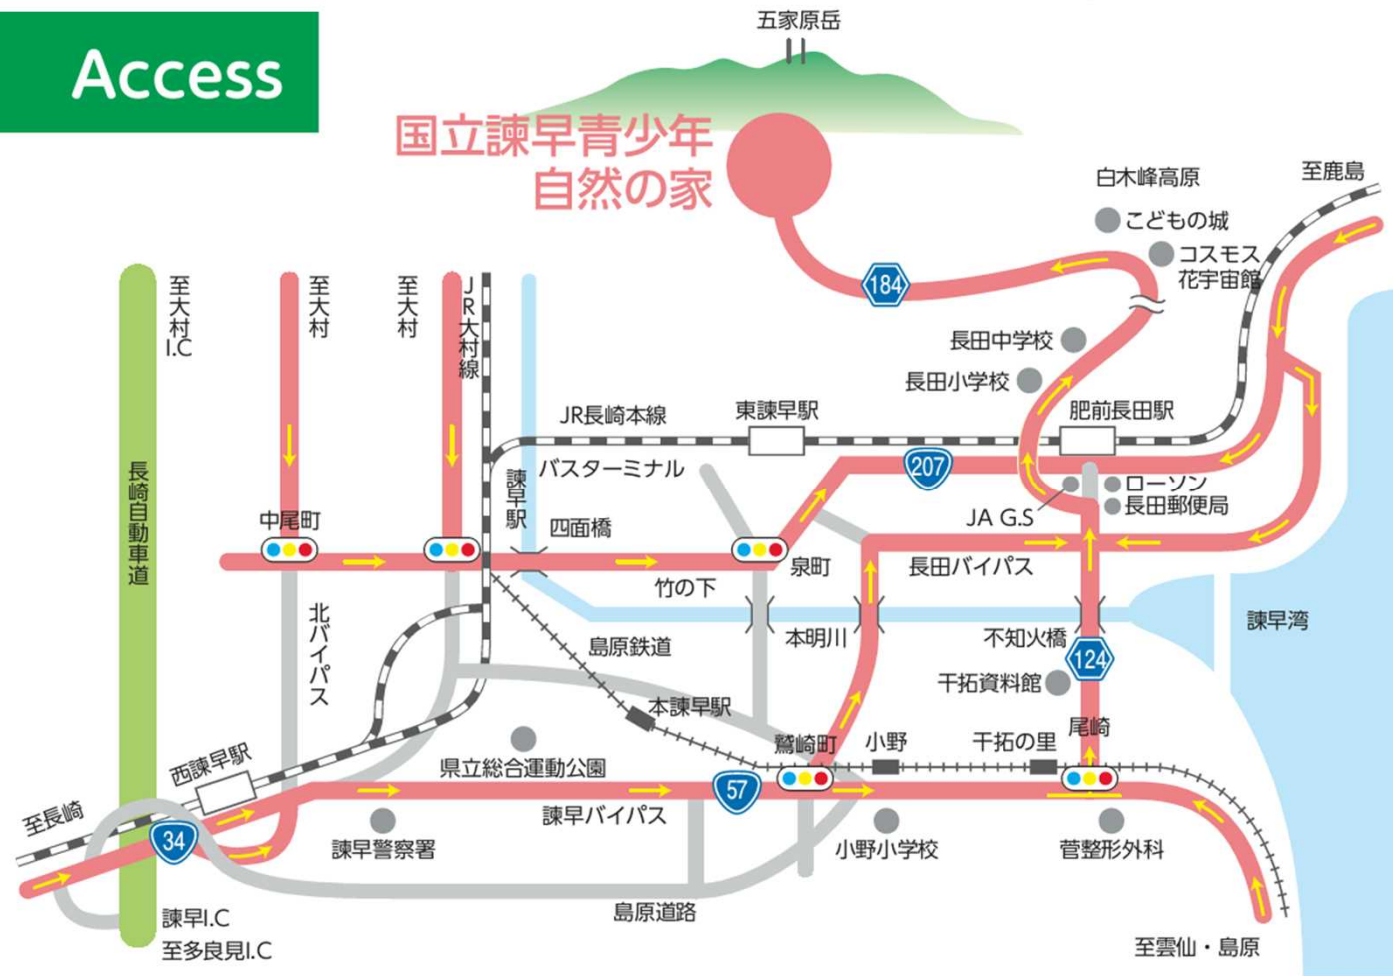 Access
五家原岳
国立諫早青少年
自然の家
白木峰高原
至鹿島
こどもの城
コスモス
花宇宙館
184
至大村I.C
至大村
至大村
JR大村線
長田中学校
長田小学校
JR長崎本線
東諫早駅
肥前長田駅
207
バスターミナル
諫早駅
ローソン
長田郵便局
JA G.S
長崎自動車道
中尾町
四面橋
泉町
長田バイパス
竹の下
北バイパス
島原鉄道
本明川
不知火橋
諫早湾
124
干拓資料館
本諫早駅
尾崎
鷲崎町
小野
干拓の里
西諫早駅
県立総合運動公園
57
至長崎
34
諫早バイパス
諫早警察署
小野小学校
菅整形外科
諫早I.C
至多良見I.C
島原道路
至雲仙・島原